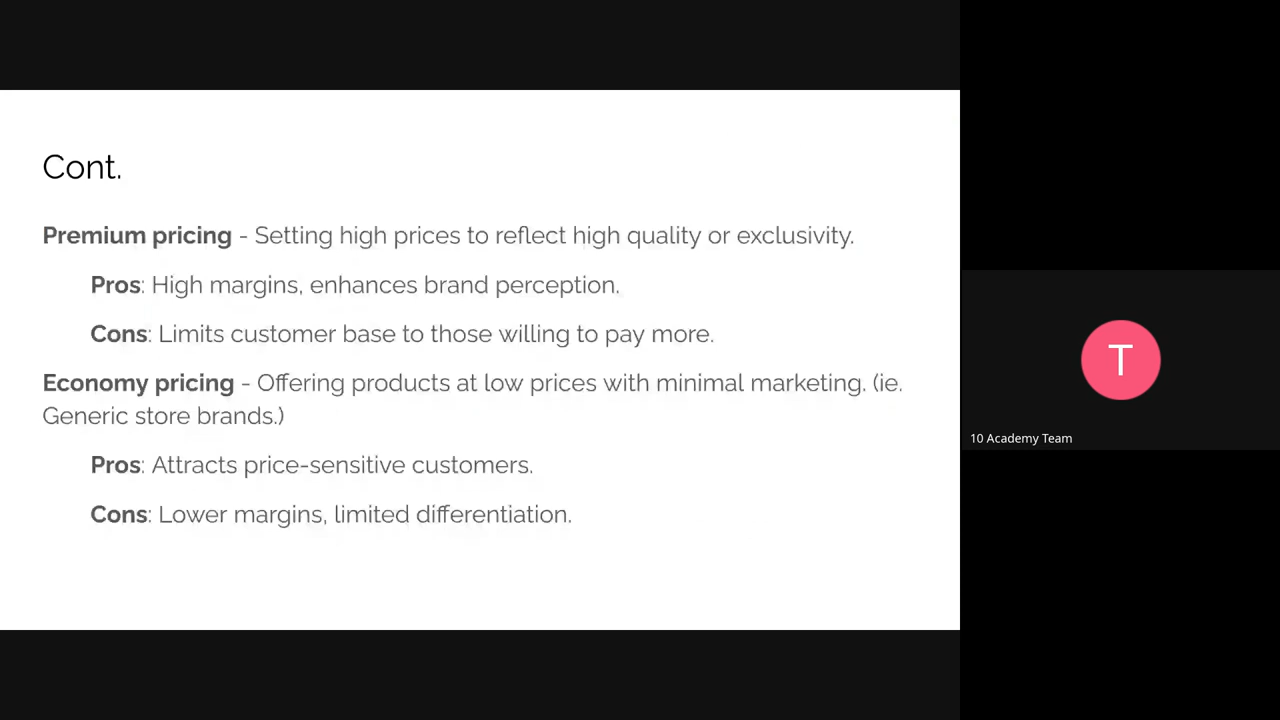 Cont.
Premium pricing - Setting high prices to reflect high quality or exclusivity.
Pros: High margins, enhances brand perception.
Cons: Limits customer base to those willing to pay more.
Economy pricing - Offering products at low prices with minimal marketing. (ie.
Generic store brands.)
Pros: Attracts price-sensitive customers.
Cons: Lower margins, limited differentiation.
T
10 Academy Team